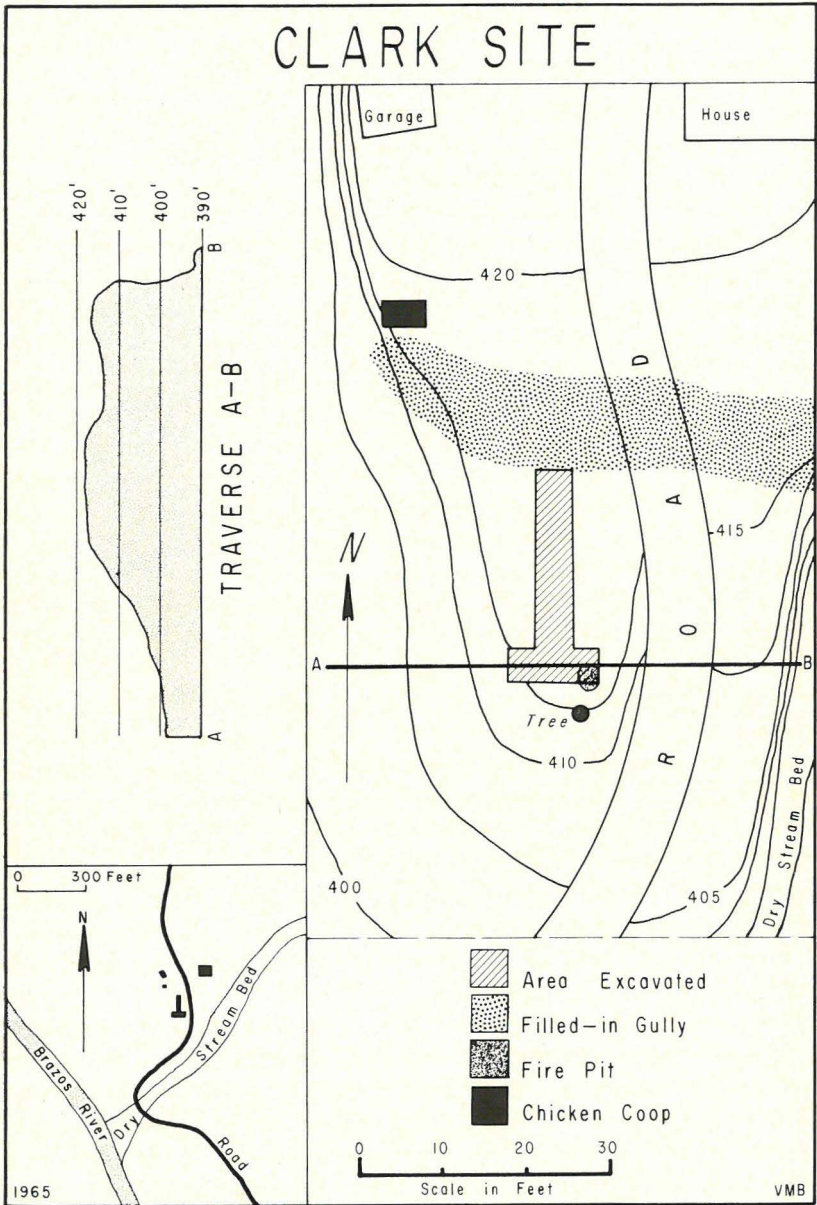 CLARK SITE
Garage
House
420'
410'
400'
390'
B
A
TRAVERSE A-B
420
415
410
405
400
ROAD
N
A
B
Tree
Dry Stream Bed
0 300 Feet
N
Brazos River
Dry Stream Bed
Road
1965
Area Excavated
Filled-in Gully
Fire Pit
Chicken Coop
0 10 20 30
Scale in Feet
VMB